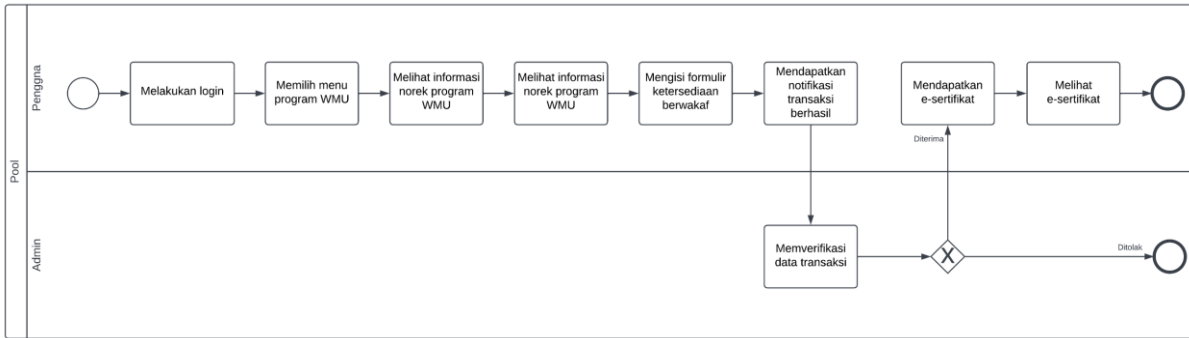 Pool
Pengguna
Melakukan login
Memilih menu
program WMU
Melihat informasi
norek program
WMU
Melihat informasi
norek program
WMU
Mengisi formulir
ketersediaan
berwakaf
Mendapatkan
notifikasi
transaksi
berhasil
Mendapatkan
e-sertifikat
Melihat
e-sertifikat
Diterima
Admin
Memverifikasi
data transaksi
X
Ditolak